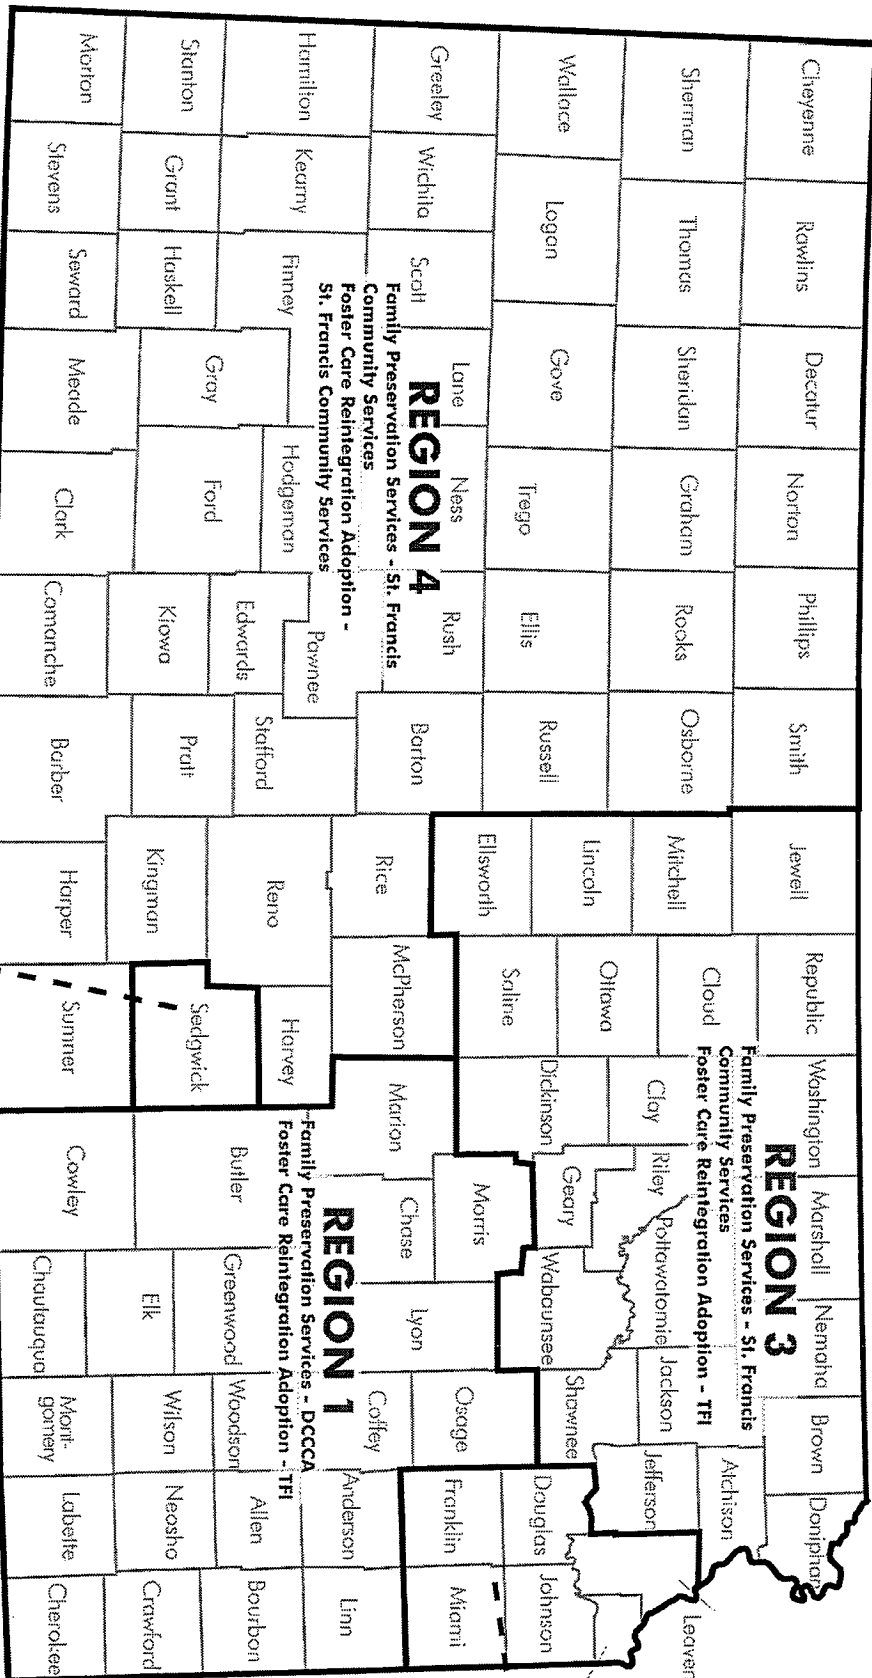 Cheyenne
Rawlins
Decatur
Norton
Phillips
Smith
Jewell
Republic
Washington
Marshall
Nemaha
Brown
Doniphan
Sherman
Thomas
Sheridan
Graham
Rooks
Osborne
Mitchell
Cloud
Clay
Riley
Pottawatomie
Jackson
Atchison
Jefferson
Leaven
REGION 3
Family Preservation Services - St. Francis
Community Services
Foster Care Reintegration Adoption - TFI
Wallace
Logan
Gove
Trego
Ellis
Russell
Lincoln
Ottawa
Ellsworth
Saline
Dickinson
Geary
Wabaunsee
Shawnee
Douglas
Johnson
Greeley
Wichita
Scott
Lane
Ness
Rush
Barton
Rice
McPherson
Marion
Morris
Chase
Lyon
Osage
Coffey
Franklin
Miami
REGION 4
Family Preservation Services - St. Francis
Community Services
Foster Care Reintegration Adoption -
St. Francis Community Services
Hamilton
Kearny
Finney
Hodgeman
Pawnee
Edwards
Stafford
Reno
Harvey
REGION 1
Family Preservation Services - DCCCA
Foster Care Reintegration Adoption - TFI
Butler
Greenwood
Woodson
Anderson
Linn
Allen
Bourbon
Stanton
Grant
Haskell
Gray
Ford
Kiowa
Pratt
Kingman
Sedgwick
Elk
Wilson
Neosho
Crawford
Morton
Stevens
Seward
Meade
Clark
Comanche
Barber
Harper
Sumner
Cowley
Chautauqua
Mont-
gomery
Labette
Cherokee